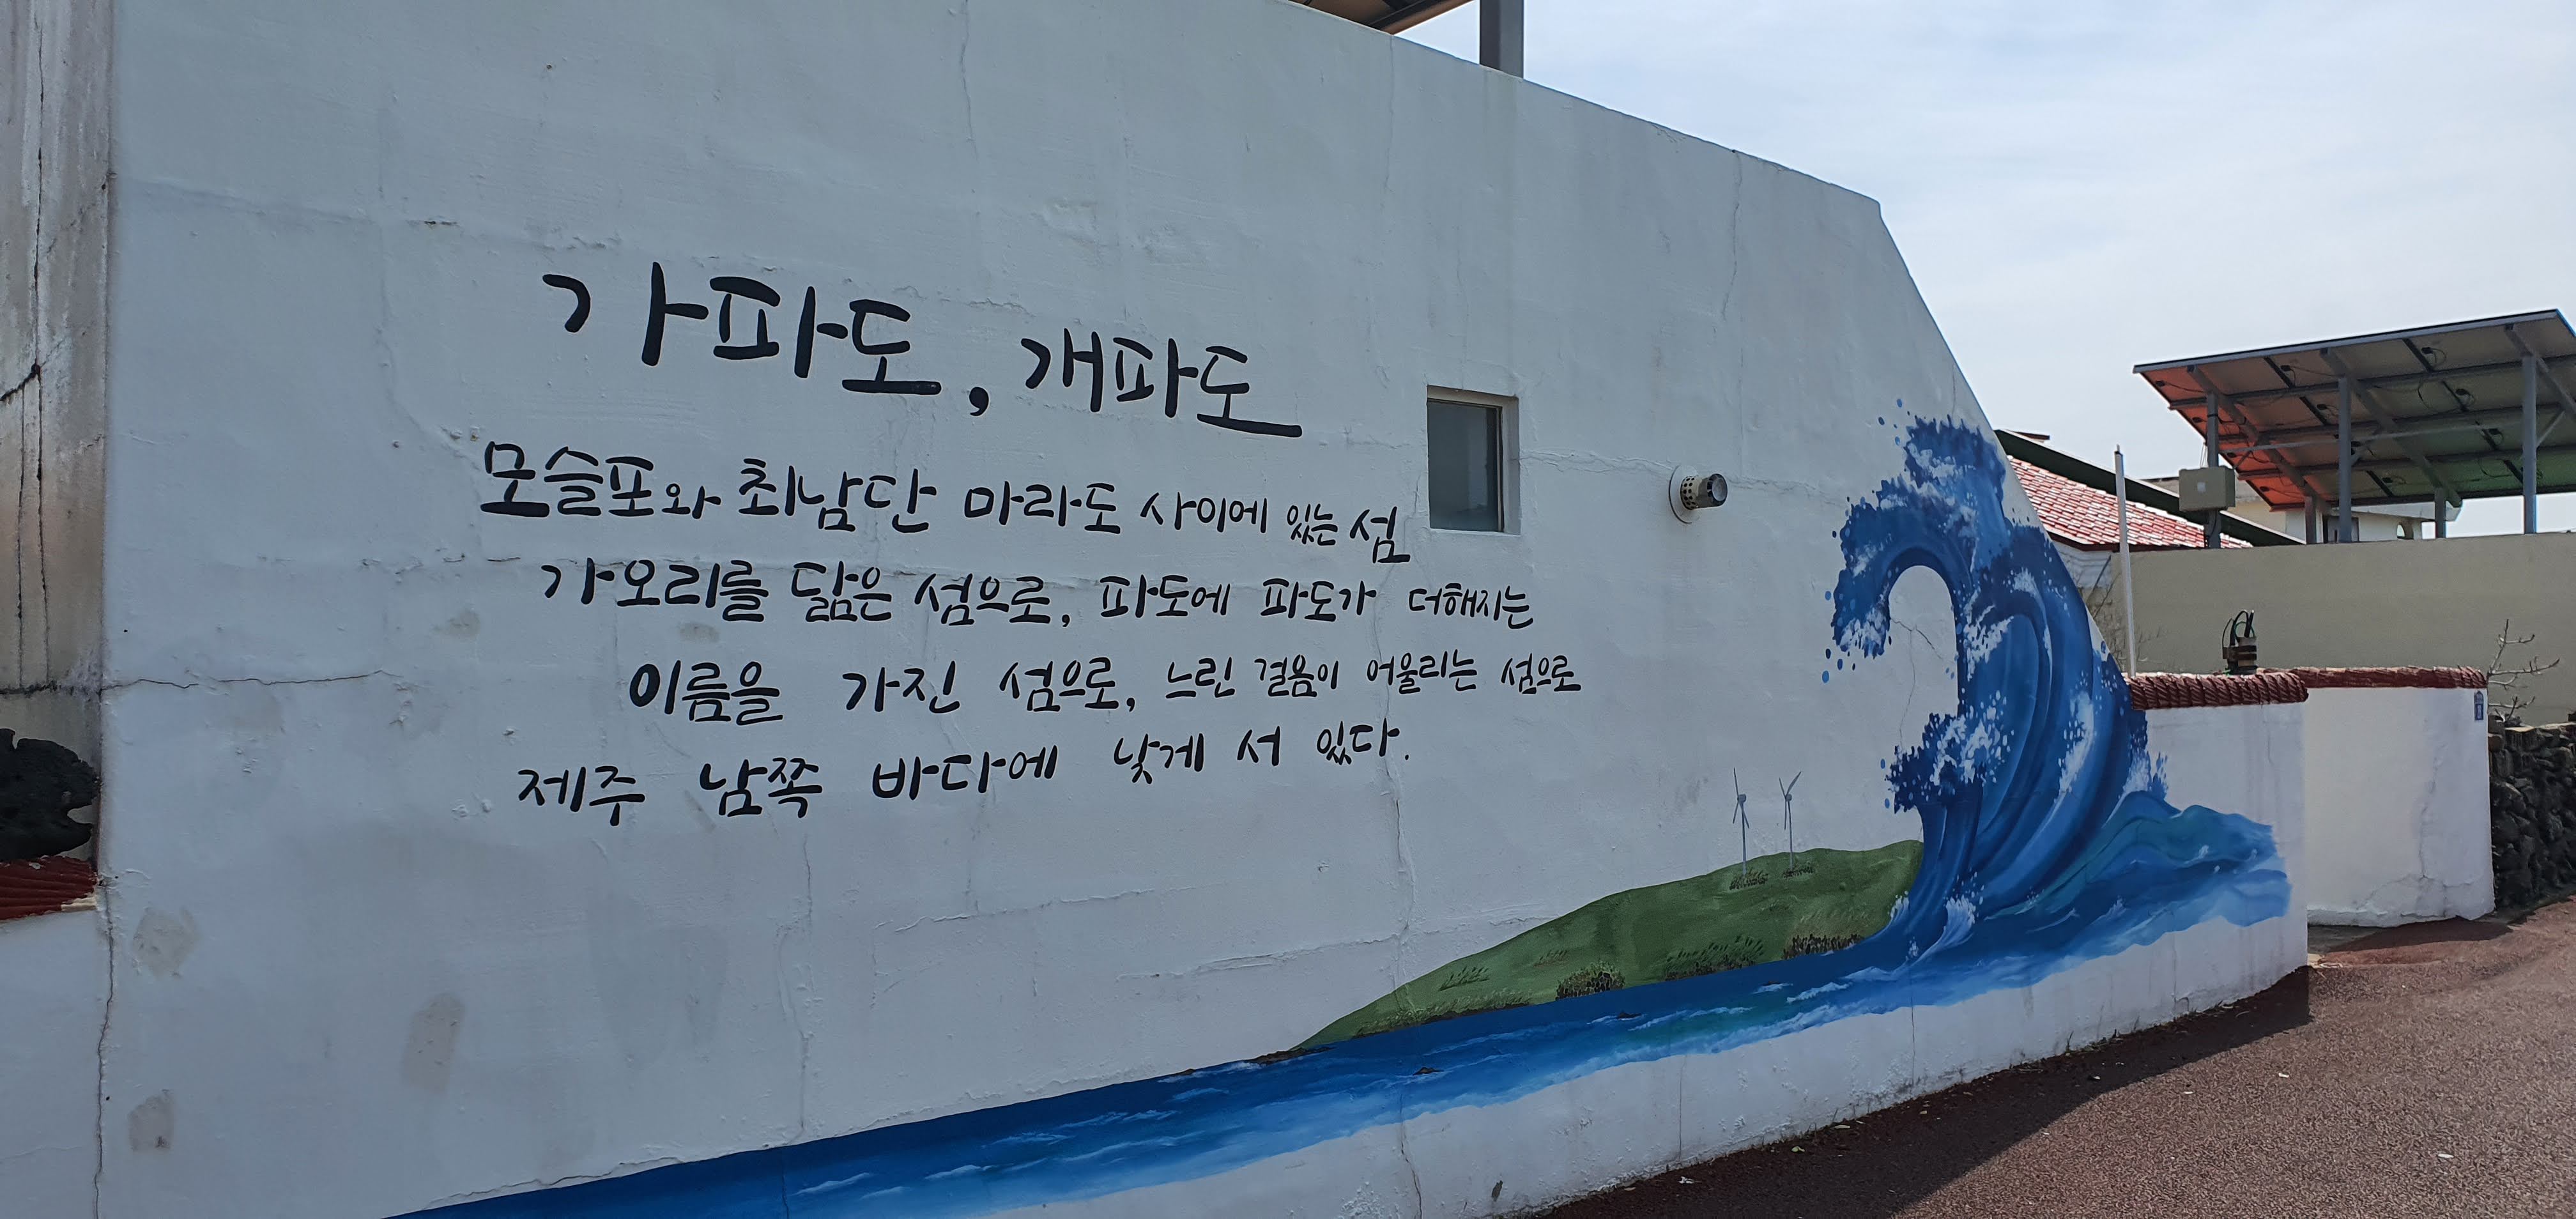 가파도, 개파도
모슬포와 최남단 마라도 사이에 있는 섬
가오리를 닮은 섬으로, 파도에 파도가 더해지는
이름을 가진 섬으로, 느린 걸음이 어울리는 섬으로
제주 남쪽 바다에 낮게 서 있다.